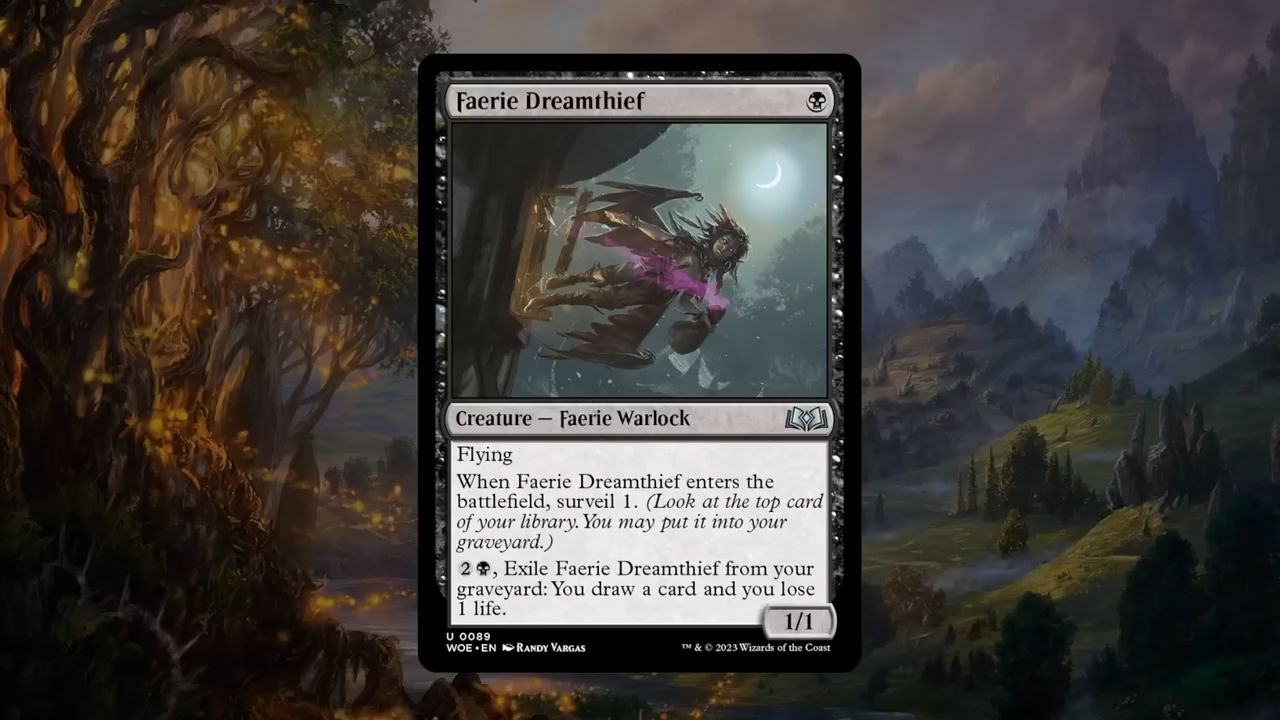 Faerie Dreamthief
Creature — Faerie Warlock
Flying
When Faerie Dreamthief enters the
battlefield, surveil 1. (Look at the top card
of your library. You may put it into your
graveyard.)
2, Exile Faerie Dreamthief from your
graveyard: You draw a card and you lose
1 life.
1/1
U 0089
WOE • EN Randy Vargas
™ & © 2023 Wizards of the Coast